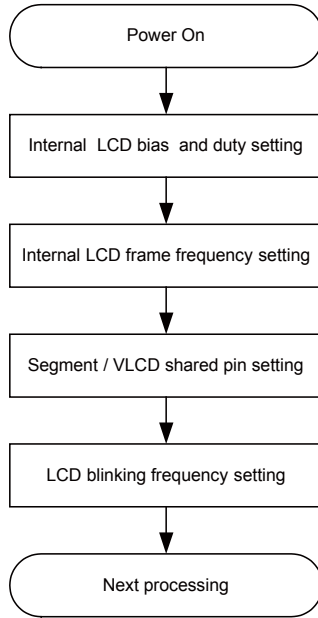 Power On
Internal LCD bias and duty setting
Internal LCD frame frequency setting
Segment / VLCD shared pin setting
LCD blinking frequency setting
Next processing